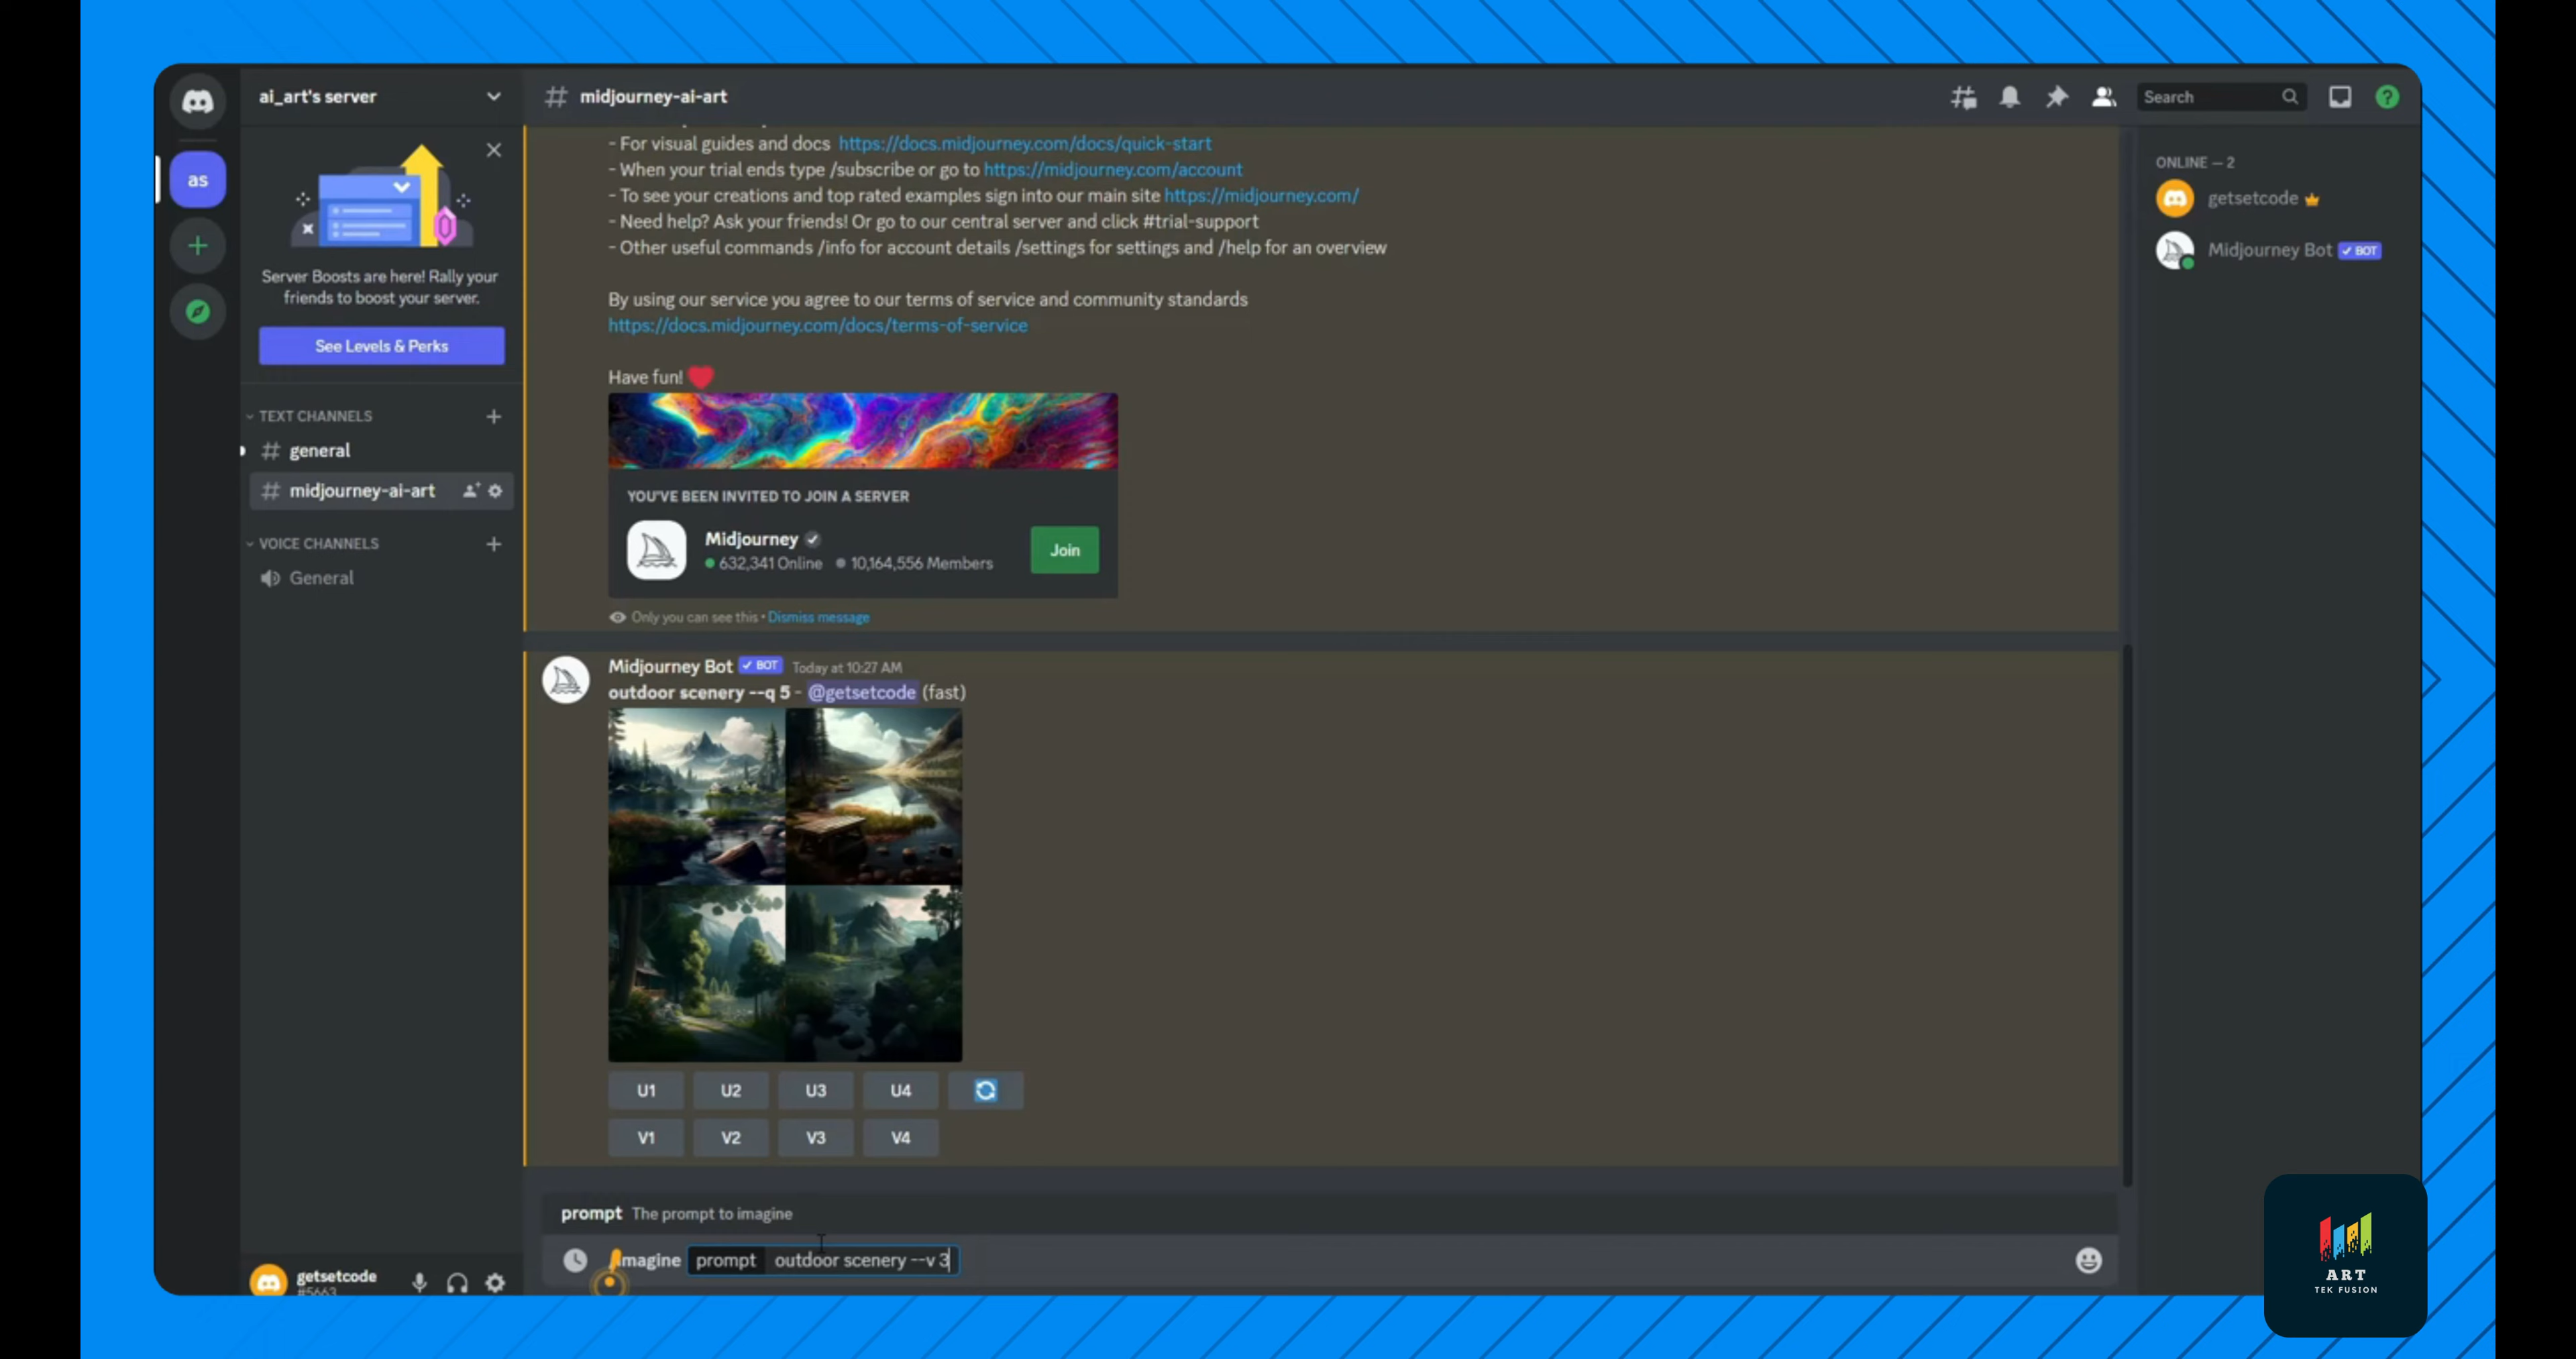 ai_art's server
# midjourney-ai-art
Search
as
Server Boosts are here! Rally your
friends to boost your server.
See Levels & Perks
TEXT CHANNELS
# general
# midjourney-ai-art
VOICE CHANNELS
General
- For visual guides and docs https://docs.midjourney.com/docs/quick-start
- When your trial ends type /subscribe or go to https://midjourney.com/account
- To see your creations and top rated examples sign into our main site https://midjourney.com/
- Need help? Ask your friends! Or go to our central server and click #trial-support
- Other useful commands /info for account details /settings for settings and /help for an overview
By using our service you agree to our terms of service and community standards
https://docs.midjourney.com/docs/terms-of-service
Have fun!
YOU'VE BEEN INVITED TO JOIN A SERVER
Midjourney
632,341 Online 10,164,556 Members
Join
Only you can see this • Dismiss message
Midjourney Bot BOT Today at 10:27 AM
outdoor scenery --q 5 - @getsetcode (fast)
U1 U2 U3 U4
V1 V2 V3 V4
prompt The prompt to imagine
/imagine prompt outdoor scenery --v 3
getsetcode
#5663
ONLINE — 2
getsetcode
Midjourney Bot BOT
ART
TEK FUSION